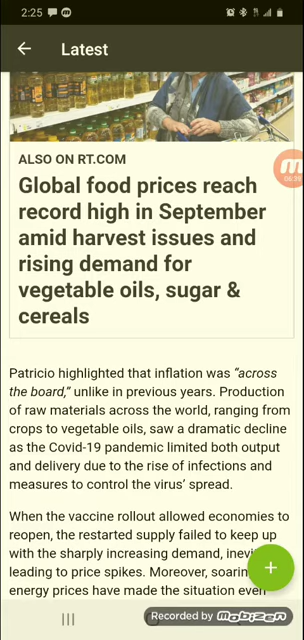 2:25
Latest
ALSO ON RT.COM
Global food prices reach
record high in September
amid harvest issues and
rising demand for
vegetable oils, sugar &
cereals
06:39
Patricio highlighted that inflation was “across
the board,” unlike in previous years. Production
of raw materials across the world, ranging from
crops to vegetable oils, saw a dramatic decline
as the Covid-19 pandemic limited both output
and delivery due to the rise of infections and
measures to control the virus’ spread.
When the vaccine rollout allowed economies to
reopen, the restarted supply failed to keep up
with the sharply increasing demand,
leading to price spikes. Moreover,
energy prices have made the situation even
Recorded by Mobizen